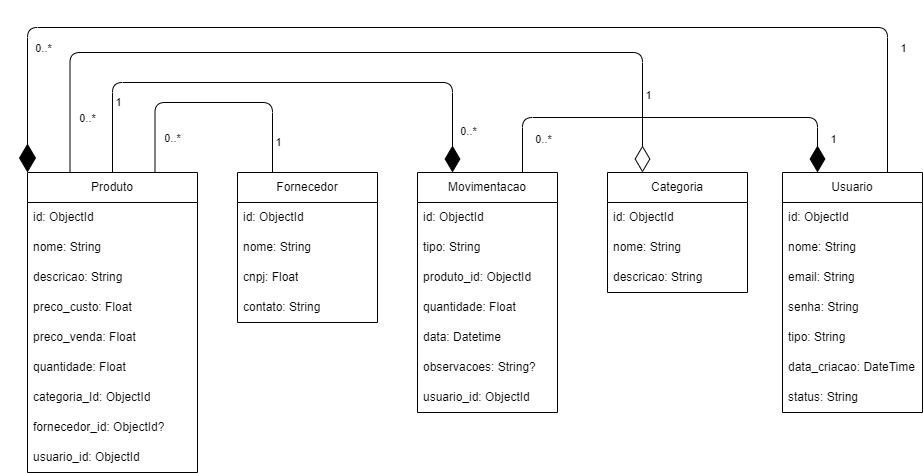 0..*
1
1
1
0..*
0..*
0..*
0..*
1
1
Produto
id: ObjectId
nome: String
descricao: String
preco_custo: Float
preco_venda: Float
quantidade: Float
categoria_Id: ObjectId
fornecedor_id: ObjectId?
usuario_id: ObjectId
Fornecedor
id: ObjectId
nome: String
cnpj: Float
contato: String
Movimentacao
id: ObjectId
tipo: String
produto_id: ObjectId
quantidade: Float
data: Datetime
observacoes: String?
usuario_id: ObjectId
Categoria
id: ObjectId
nome: String
descricao: String
Usuario
id: ObjectId
nome: String
email: String
senha: String
tipo: String
data_criacao: DateTime
status: String